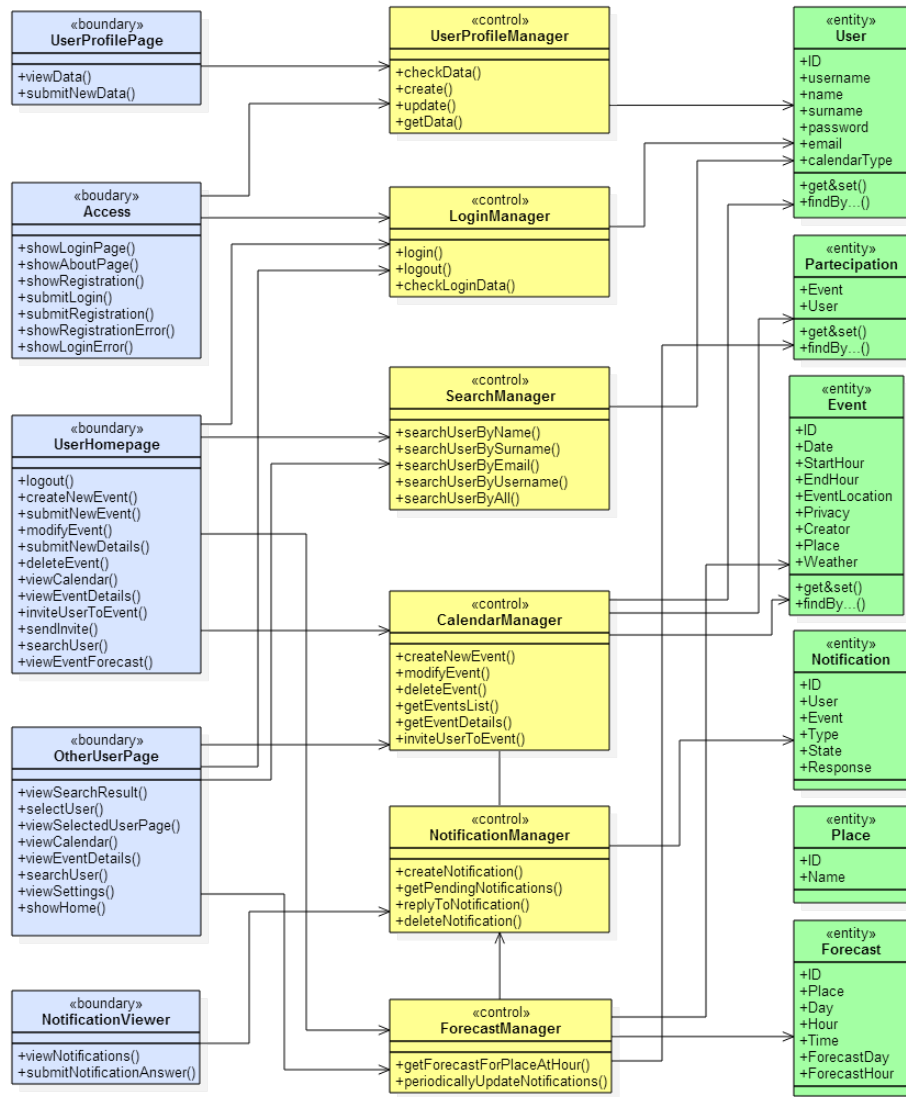 «boundary»
UserProfilePage
+viewData()
+submitNewData()
«boudary»
Access
+showLoginPage()
+showAboutPage()
+showRegistration()
+submitLogin()
+submitRegistration()
+showRegistrationError()
+showLoginError()
«boundary»
UserHomepage
+logout()
+createNewEvent()
+submitNewEvent()
+modifyEvent()
+submitNewDetails()
+deleteEvent()
+viewCalendar()
+viewEventDetails()
+inviteUserToEvent()
+sendInvite()
+searchUser()
+viewEventForecast()
«boundary»
OtherUserPage
+viewSearchResult()
+selectUser()
+viewSelectedUserPage()
+viewCalendar()
+viewEventDetails()
+searchUser()
+viewSettings()
+showHome()
«boundary»
NotificationViewer
+viewNotifications()
+submitNotificationAnswer()
«control»
UserProfileManager
+checkData()
+create()
+update()
+getData()
«control»
LoginManager
+login()
+logout()
+checkLoginData()
«control»
SearchManager
+searchUserByName()
+searchUserBySurname()
+searchUserByEmail()
+searchUserByUsername()
+searchUserByAll()
«control»
CalendarManager
+createNewEvent()
+modifyEvent()
+deleteEvent()
+getEventsList()
+getEventDetails()
+inviteUserToEvent()
«control»
NotificationManager
+createNotification()
+getPendingNotifications()
+replyToNotification()
+deleteNotification()
«control»
ForecastManager
+getForecastForPlaceAtHour()
+periodicallyUpdateNotifications()
«entity»
User
+ID
+username
+name
+surname
+password
+email
+calendarType
+get&set()
+findBy...()
«entity»
Partecipation
+Event
+User
+get&set()
+findBy...()
«entity»
Event
+ID
+Date
+StartHour
+EndHour
+EventLocation
+Privacy
+Creator
+Place
+Weather
+get&set()
+findBy...()
«entity»
Notification
+ID
+User
+Event
+Type
+State
+Response
«entity»
Place
+ID
+Name
«entity»
Forecast
+ID
+Place
+Day
+Hour
+Time
+ForecastDay
+ForecastHour